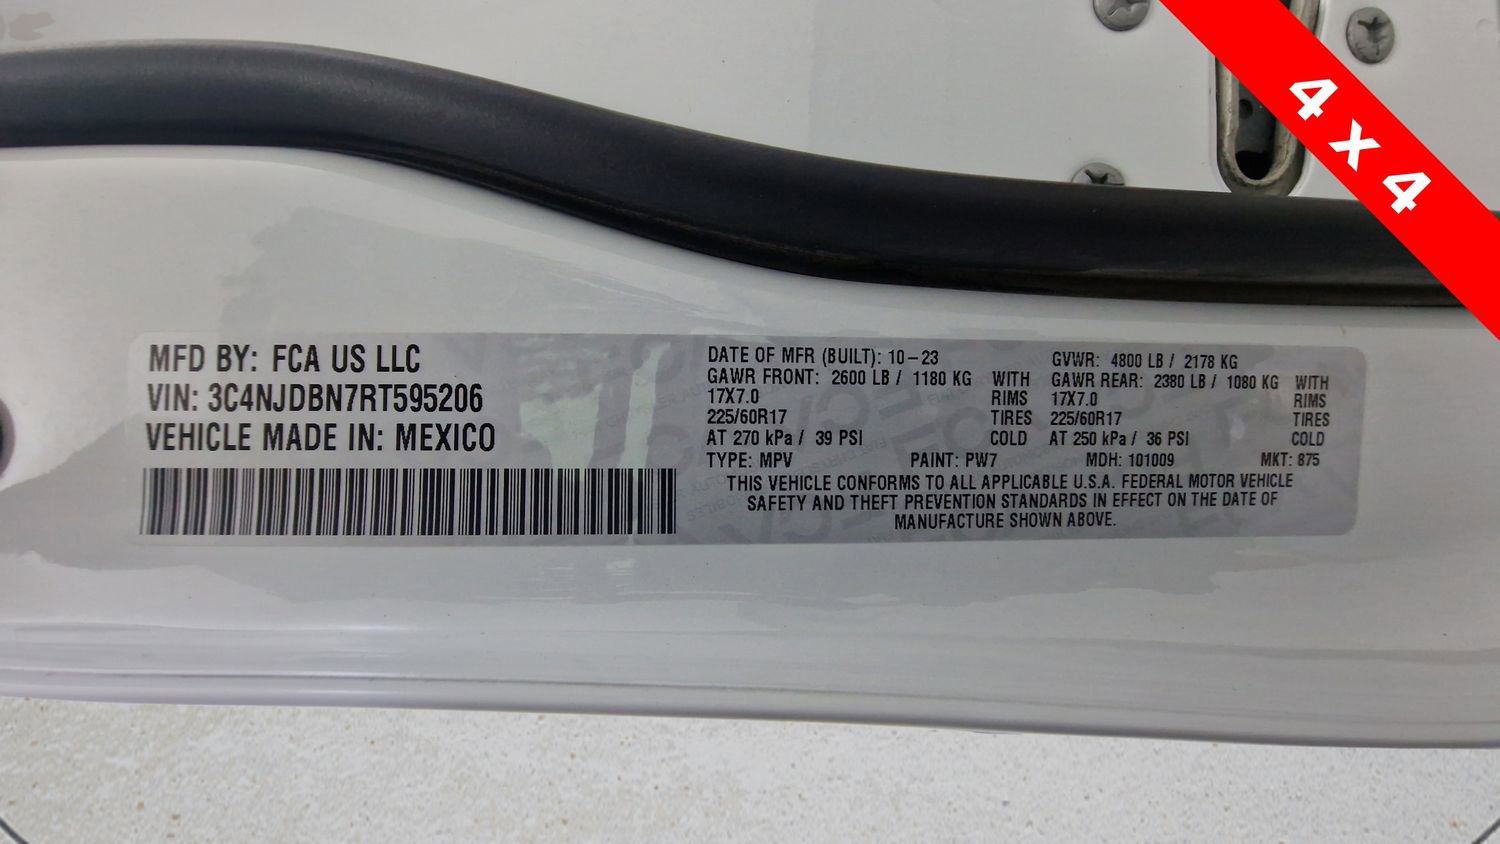 4 x 4
MFD BY: FCA US LLC
VIN: 3C4NJDBN7RT595206
VEHICLE MADE IN: MEXICO
DATE OF MFR (BUILT): 10-23 GVWR: 4800 LB / 2178 KG
GAWR FRONT: 2600 LB / 1180 KG WITH GAWR REAR: 2380 LB / 1080 KG WITH
17X7.0 RIMS 17X7.0 RIMS
225/60R17 TIRES 225/60R17 TIRES
AT 270 kPa / 39 PSI COLD AT 250 kPa / 36 PSI COLD
TYPE: MPV PAINT: PW7 MDH: 101009 MKT: 875
THIS VEHICLE CONFORMS TO ALL APPLICABLE U.S.A. FEDERAL MOTOR VEHICLE
SAFETY AND THEFT PREVENTION STANDARDS IN EFFECT ON THE DATE OF
MANUFACTURE SHOWN ABOVE.